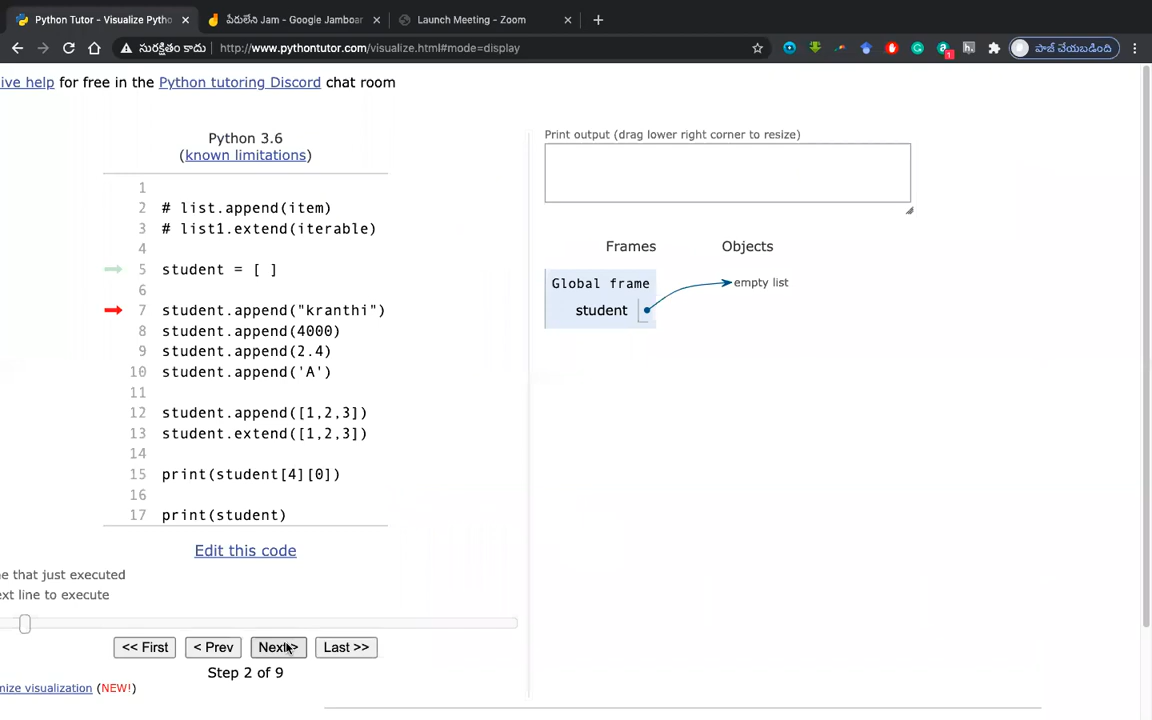 Python Tutor - Visualize Pytho
పేరులేని Jam - Google Jamboar
Launch Meeting - Zoom
సురక్షితం కాదు
http://www.pythontutor.com/visualize.html#mode=display
1
పాజ్ చేయబడింది
ive help for free in the Python tutoring Discord chat room
Python 3.6
(known limitations)
1
2 # list.append(item)
3 # list1.extend(iterable)
4
5 student = [ ]
6
7 student.append("kranthi")
8 student.append(4000)
9 student.append(2.4)
10 student.append('A')
11
12 student.append([1,2,3])
13 student.extend([1,2,3])
14
15 print(student[4][0])
16
17 print(student)
Edit this code
e that just executed
ext line to execute
<< First
< Prev
Next >
Last >>
Step 2 of 9
mize visualization (NEW!)
Print output (drag lower right corner to resize)
Frames
Objects
Global frame
student
empty list